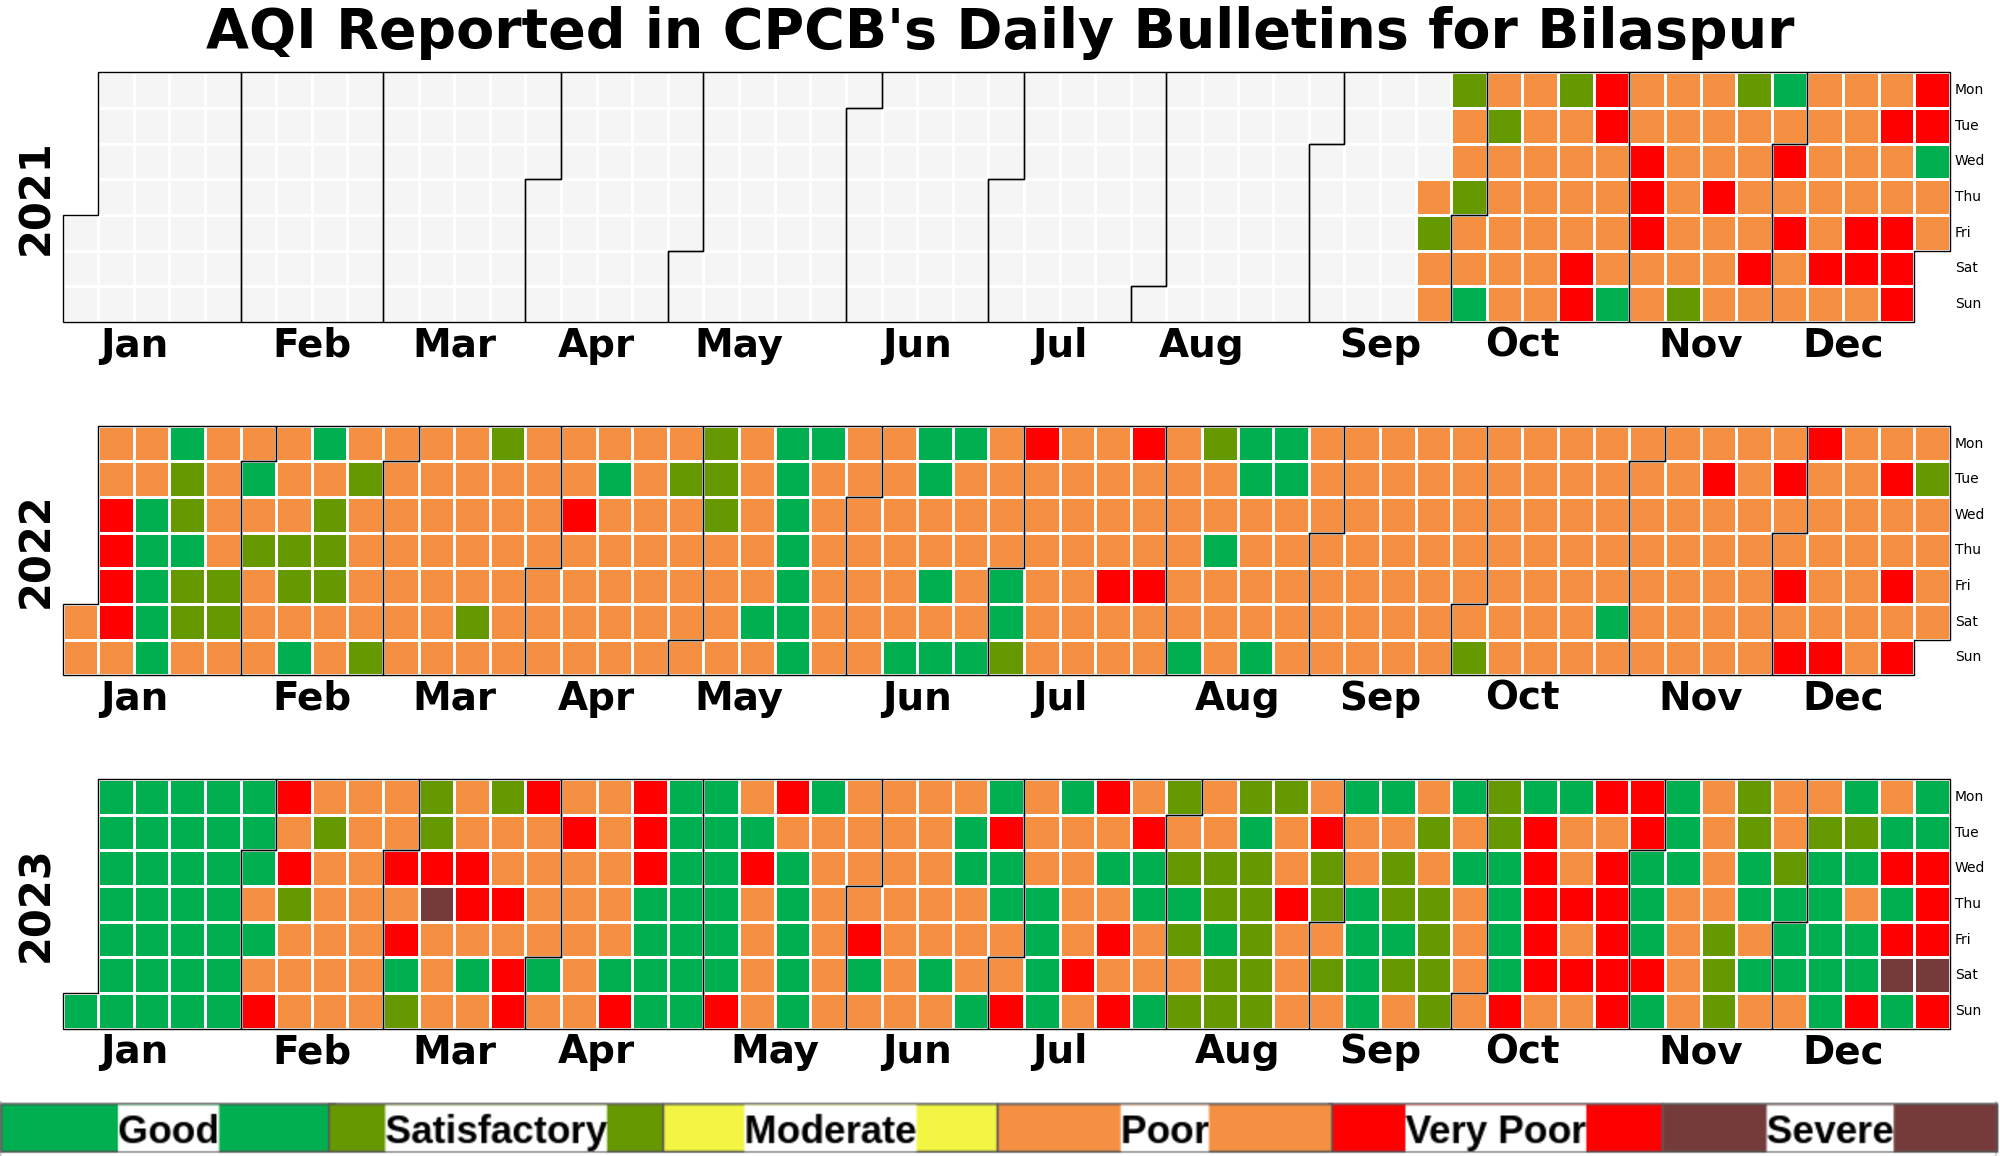 AQI Reported in CPCB's Daily Bulletins for Bilaspur
2021
Mon
Tue
Wed
Thu
Fri
Sat
Sun
Jan Feb Mar Apr May Jun Jul Aug Sep Oct Nov Dec
2022
Mon
Tue
Wed
Thu
Fri
Sat
Sun
Jan Feb Mar Apr May Jun Jul Aug Sep Oct Nov Dec
2023
Mon
Tue
Wed
Thu
Fri
Sat
Sun
Jan Feb Mar Apr May Jun Jul Aug Sep Oct Nov Dec
Good Satisfactory Moderate Poor Very Poor Severe